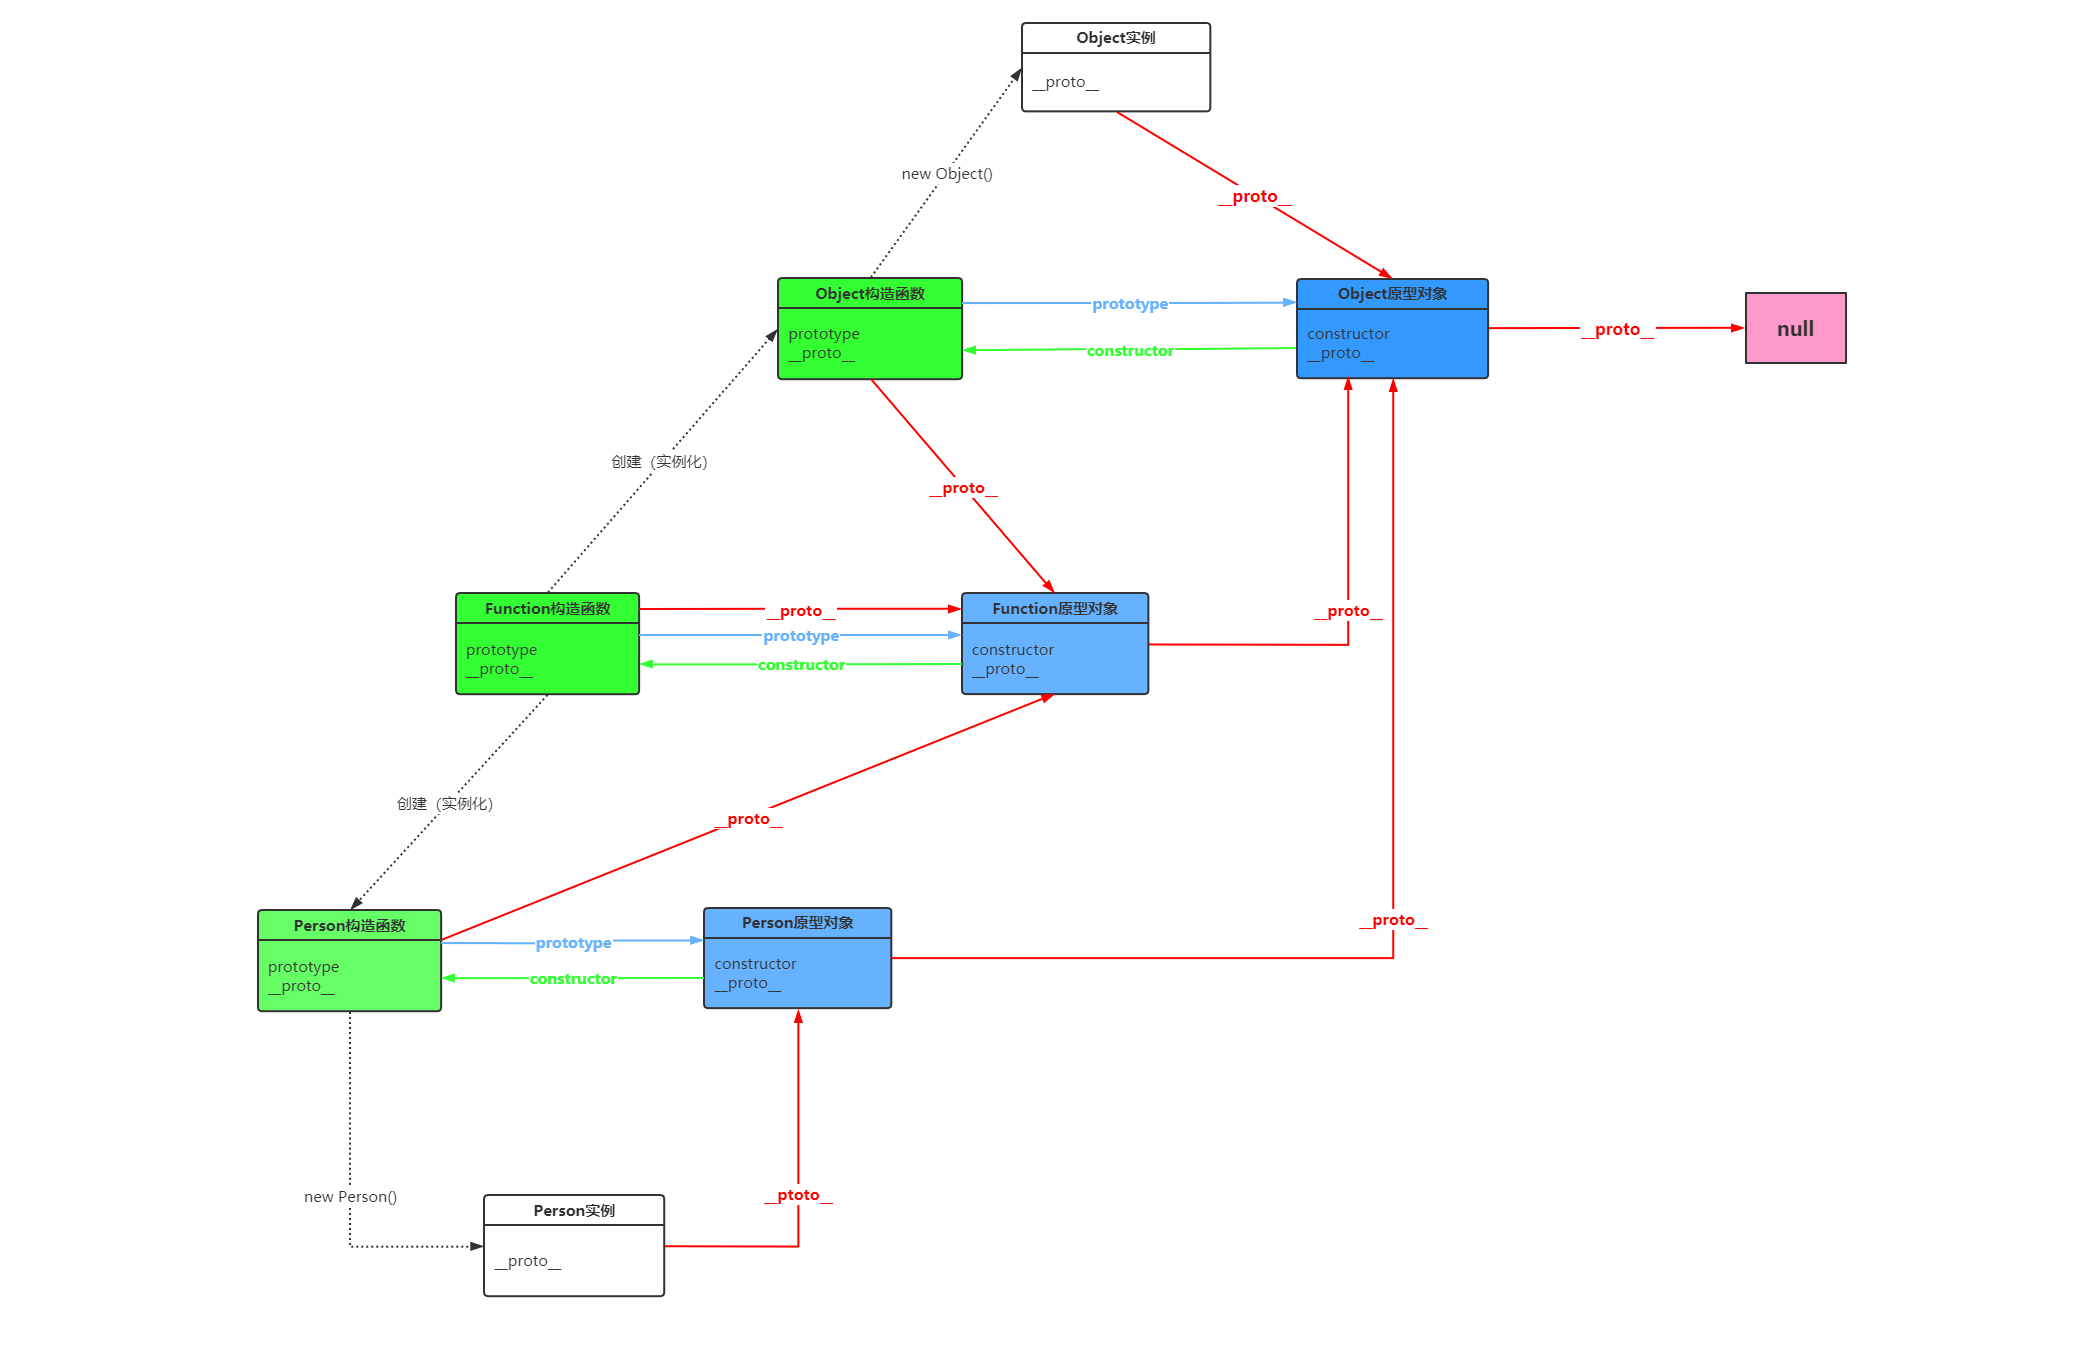 Object实例
__proto__
new Object()
__proto__
Object构造函数
prototype
__proto__
prototype
constructor
Object原型对象
constructor
__proto__
__proto__
null
创建（实例化）
__proto__
Function构造函数
prototype
__proto__
__proto__
prototype
constructor
Function原型对象
constructor
__proto__
__proto__
创建（实例化）
__proto__
Person构造函数
prototype
__proto__
prototype
constructor
Person原型对象
constructor
__proto__
__proto__
new Person()
Person实例
__proto__
__ptoto__